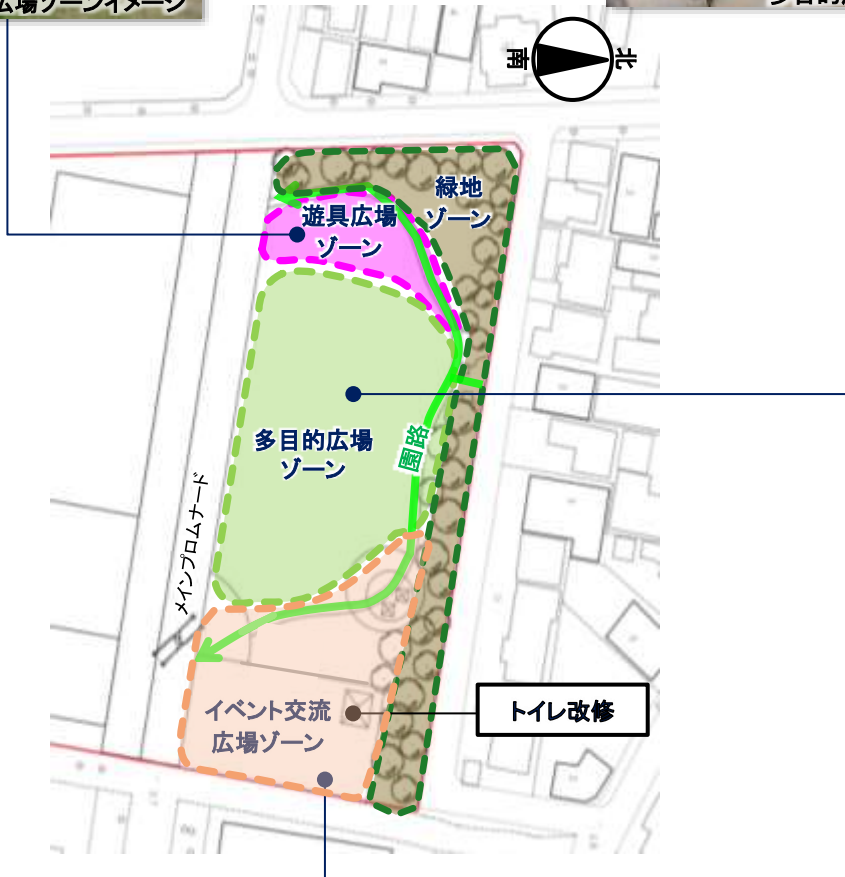 広場ゾーンイメージ
多目的
南
北
緑地
ゾーン
遊具広場
ゾーン
多目的広場
ゾーン
園路
メインプロムナード
イベント交流
広場ゾーン
トイレ改修